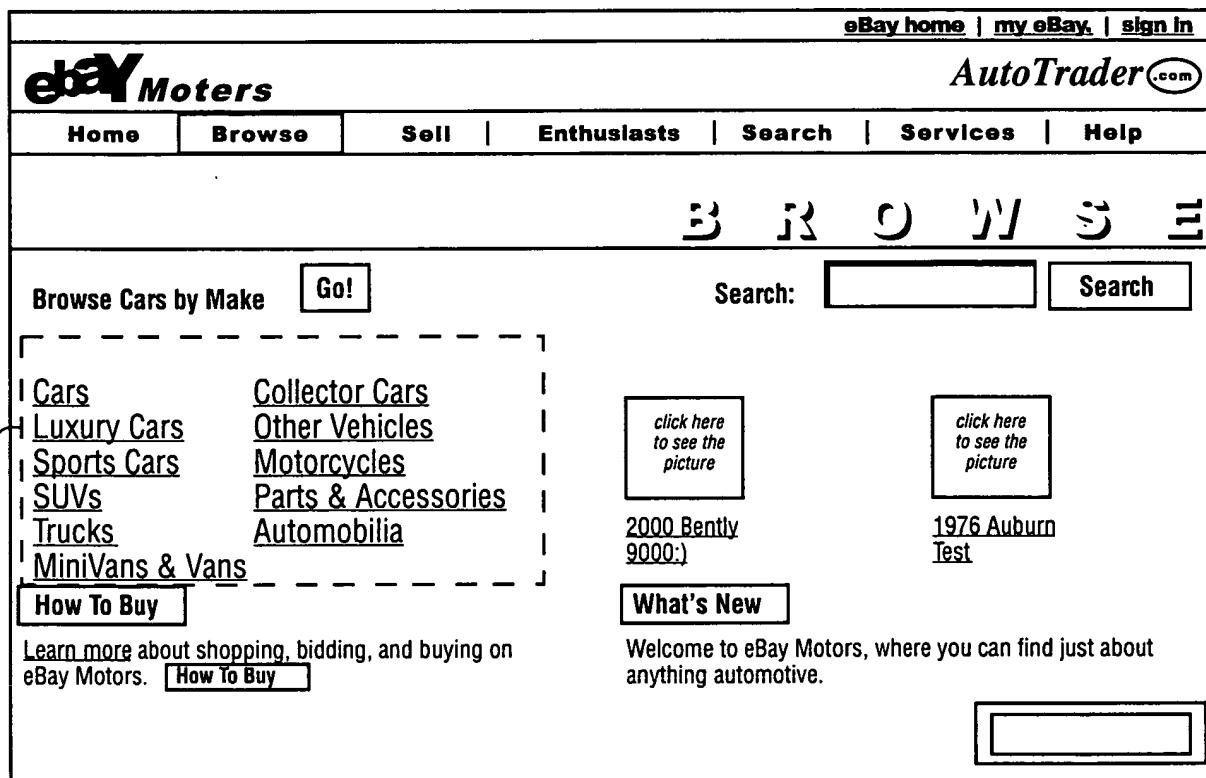 eBay home | my eBay. | sign in
ebaY Moters
AutoTrader .com
Home Browse Sell | Enthusiasts | Search | Services | Help
BROWSE
Browse Cars by Make Go! Search: Search
Cars Collector Cars
Luxury Cars Other Vehicles
Sports Cars Motorcycles
SUVs Parts & Accessories
Trucks Automobilia
MiniVans & Vans
click here
to see the
picture
2000 Bently
9000:)
click here
to see the
picture
1976 Auburn
Test
How To Buy
Learn more about shopping, bidding, and buying on
eBay Motors. How To Buy
What's New
Welcome to eBay Motors, where you can find just about
anything automotive.